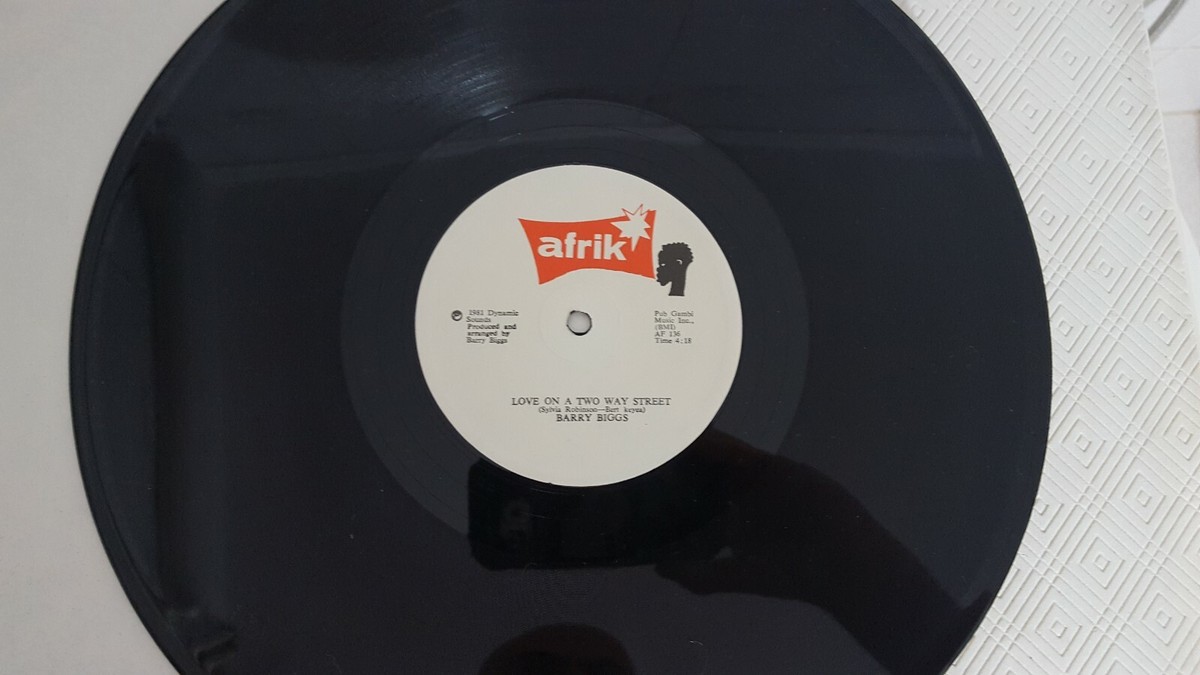 afrik
℗ 1981 Dynamic
Sounds
Produced and
arranged by
Barry Biggs
Pub Gambi
Music Inc.,
(BMI)
AF 136
Time 4:18
LOVE ON A TWO WAY STREET
(Sylvia Robinson—Bert keyea)
BARRY BIGGS